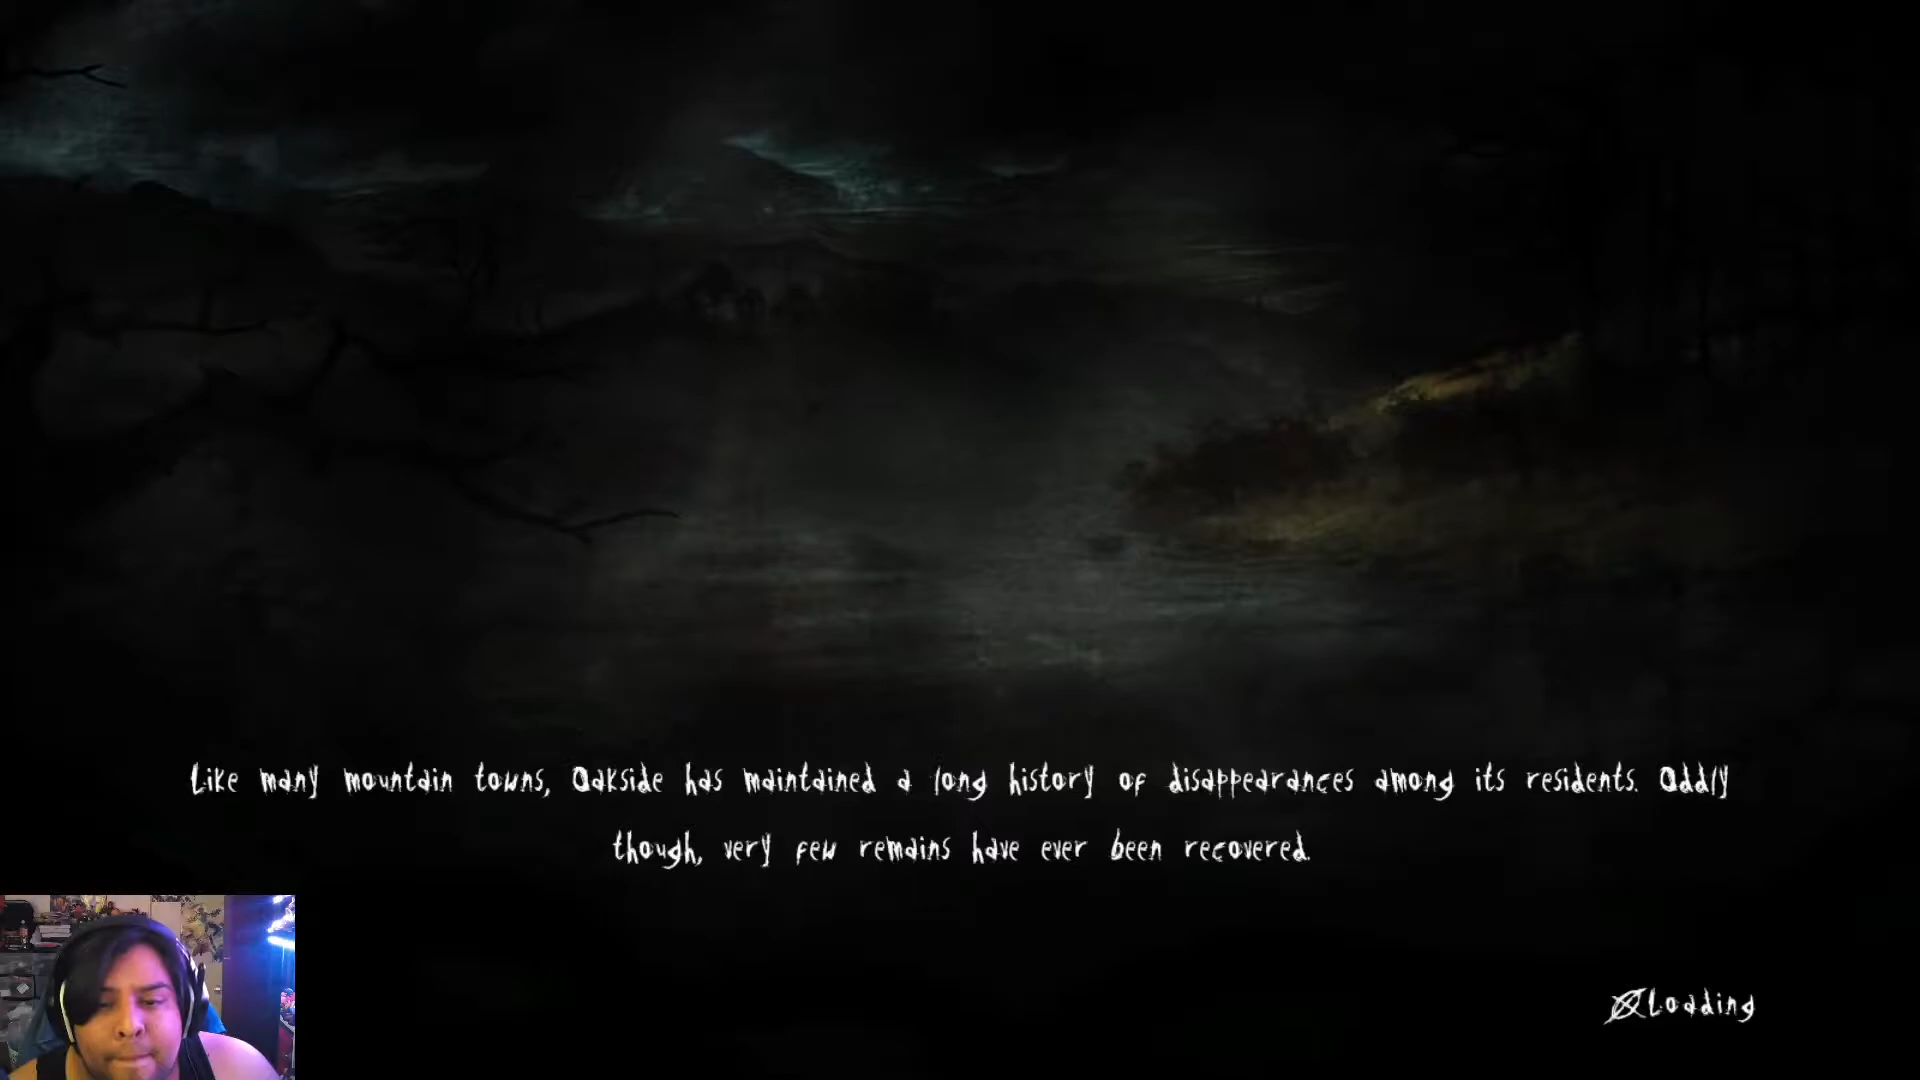 Like many mountain towns, Oakside has maintained a long history of disappearances among its residents. Oddly
though, very few remains have ever been recovered.
Loading